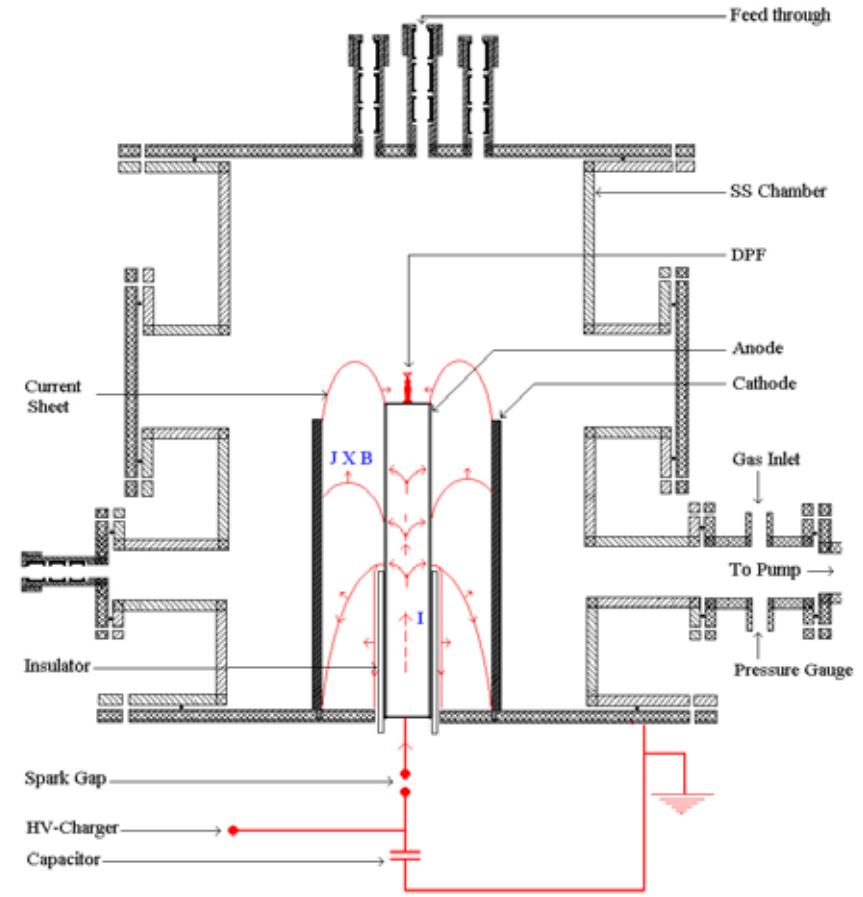 Feed through
SS Chamber
DPF
Anode
Cathode
Current
Sheet
J X B
Gas Inlet
To Pump
I
Insulator
Pressure Gauge
Spark Gap
HV-Charger
Capacitor